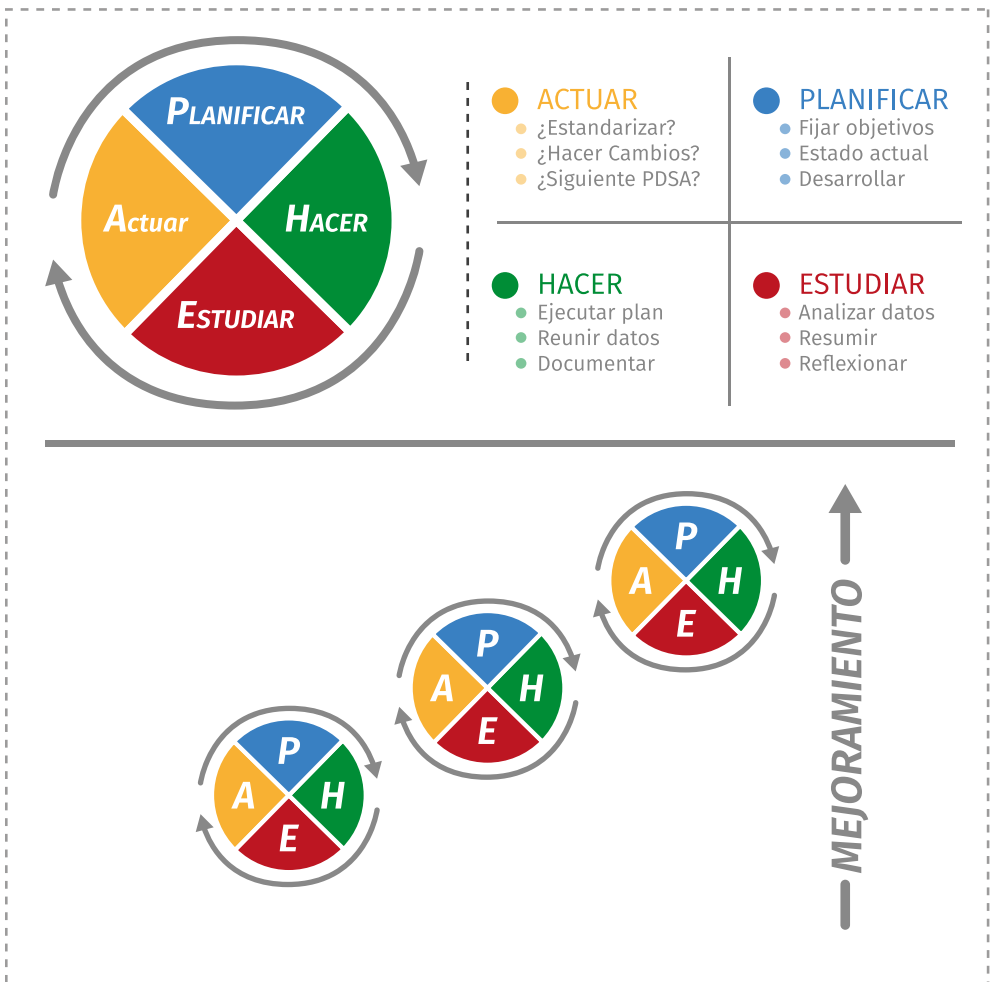 PLANIFICAR
Actuar
HACER
ESTUDIAR
ACTUAR
¿Estandarizar?
¿Hacer Cambios?
¿Siguiente PDSA?
PLANIFICAR
Fijar objetivos
Estado actual
Desarrollar
HACER
Ejecutar plan
Reunir datos
Documentar
ESTUDIAR
Analizar datos
Resumir
Reflexionar
P
A
H
E
P
A
H
E
P
A
H
E
MEJORAMIENTO